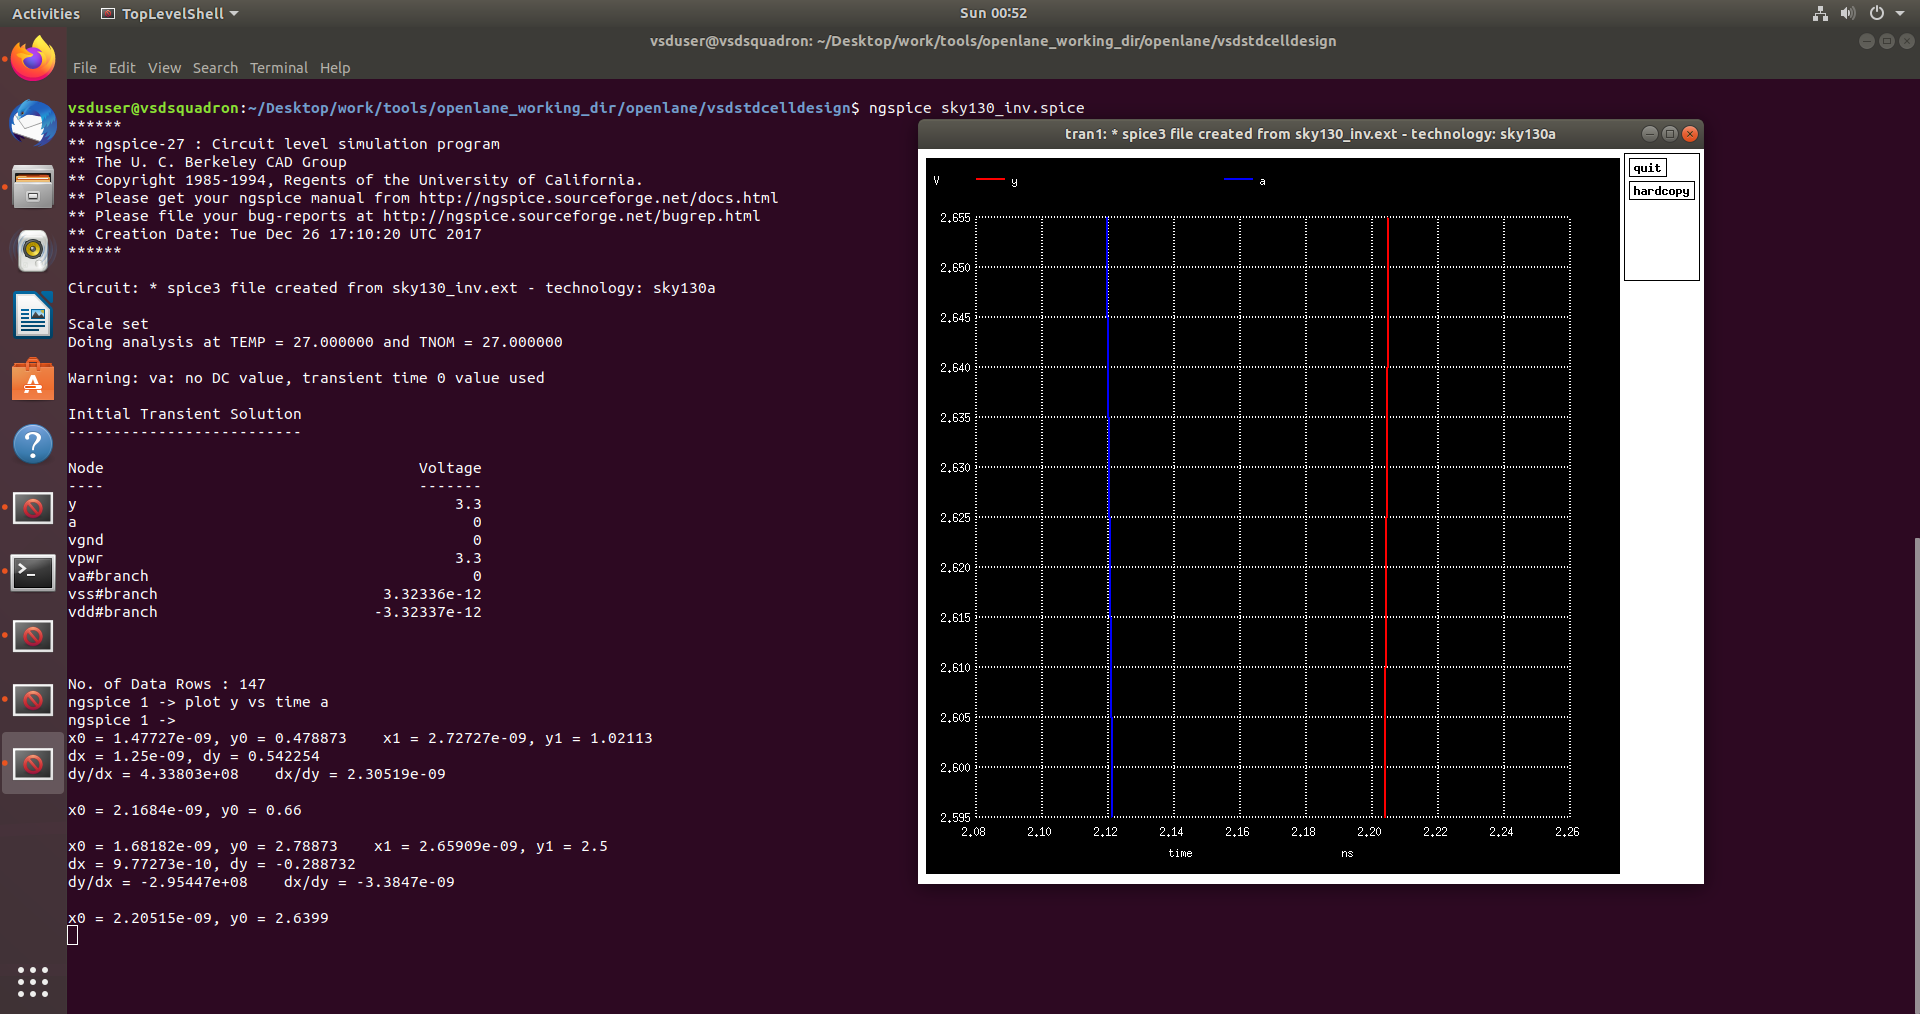 Activities TopLevelShell Sun 00:52
vsduser@vsdsquadron: ~/Desktop/work/tools/openlane_working_dir/openlane/vsdstdcelldesign
File Edit View Search Terminal Help
vsduser@vsdsquadron:~/Desktop/work/tools/openlane_working_dir/openlane/vsdstdcelldesign$ ngspice sky130_inv.spice
******
** ngspice-27 : Circuit level simulation program
** The U. C. Berkeley CAD Group
** Copyright 1985-1994, Regents of the University of California.
** Please get your ngspice manual from http://ngspice.sourceforge.net/docs.html
** Please file your bug-reports at http://ngspice.sourceforge.net/bugrep.html
** Creation Date: Tue Dec 26 17:10:20 UTC 2017
******
Circuit: * spice3 file created from sky130_inv.ext - technology: sky130a
Scale set
Doing analysis at TEMP = 27.000000 and TNOM = 27.000000
Warning: va: no DC value, transient time 0 value used
Initial Transient Solution
--------------------------
Node Voltage
---- -------
y 3.3
a 0
vgnd 0
vpwr 3.3
va#branch 0
vss#branch 3.32336e-12
vdd#branch -3.32337e-12
No. of Data Rows : 147
ngspice 1 -> plot y vs time a
ngspice 1 ->
x0 = 1.47727e-09, y0 = 0.478873 x1 = 2.72727e-09, y1 = 1.02113
dx = 1.25e-09, dy = 0.542254
dy/dx = 4.33803e+08 dx/dy = 2.30519e-09
x0 = 2.1684e-09, y0 = 0.66
x0 = 1.68182e-09, y0 = 2.78873 x1 = 2.65909e-09, y1 = 2.5
dx = 9.77273e-10, dy = -0.288732
dy/dx = -2.95447e+08 dx/dy = -3.3847e-09
x0 = 2.20515e-09, y0 = 2.6399
tran1: * spice3 file created from sky130_inv.ext - technology: sky130a
quit
hardcopy
V y a
2.655
2.650
2.645
2.640
2.635
2.630
2.625
2.620
2.615
2.610
2.605
2.600
2.595
2.08 2.10 2.12 2.14 2.16 2.18 2.20 2.22 2.24 2.26
time ns